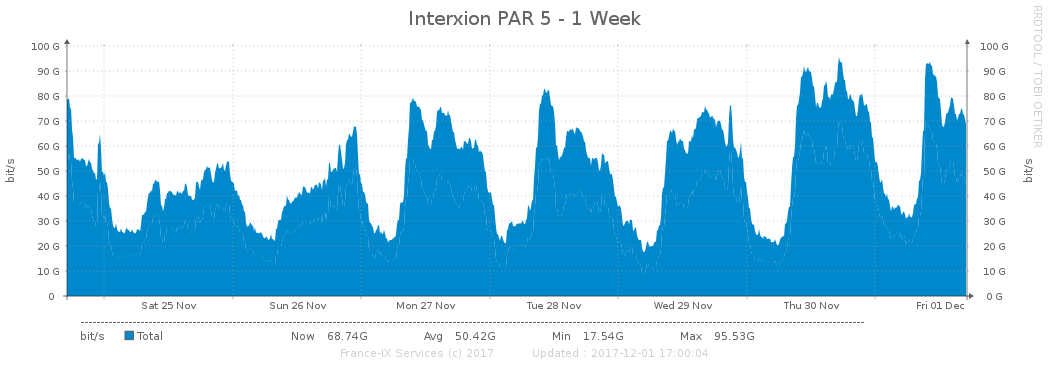 Interxion PAR 5 - 1 Week
RRDTOOL / TOBI OETIKER
100 G 100 G
90 G 90 G
80 G 80 G
70 G 70 G
60 G 60 G
50 G 50 G
40 G 40 G
30 G 30 G
20 G 20 G
10 G 10 G
0 0 G
bit/s
bit/s
Sat 25 Nov Sun 26 Nov Mon 27 Nov Tue 28 Nov Wed 29 Nov Thu 30 Nov Fri 01 Dec
bit/s Total Now 68.74G Avg 50.42G Min 17.54G Max 95.53G
France-IX Services (c) 2017 Updated : 2017-12-01 17:00:04